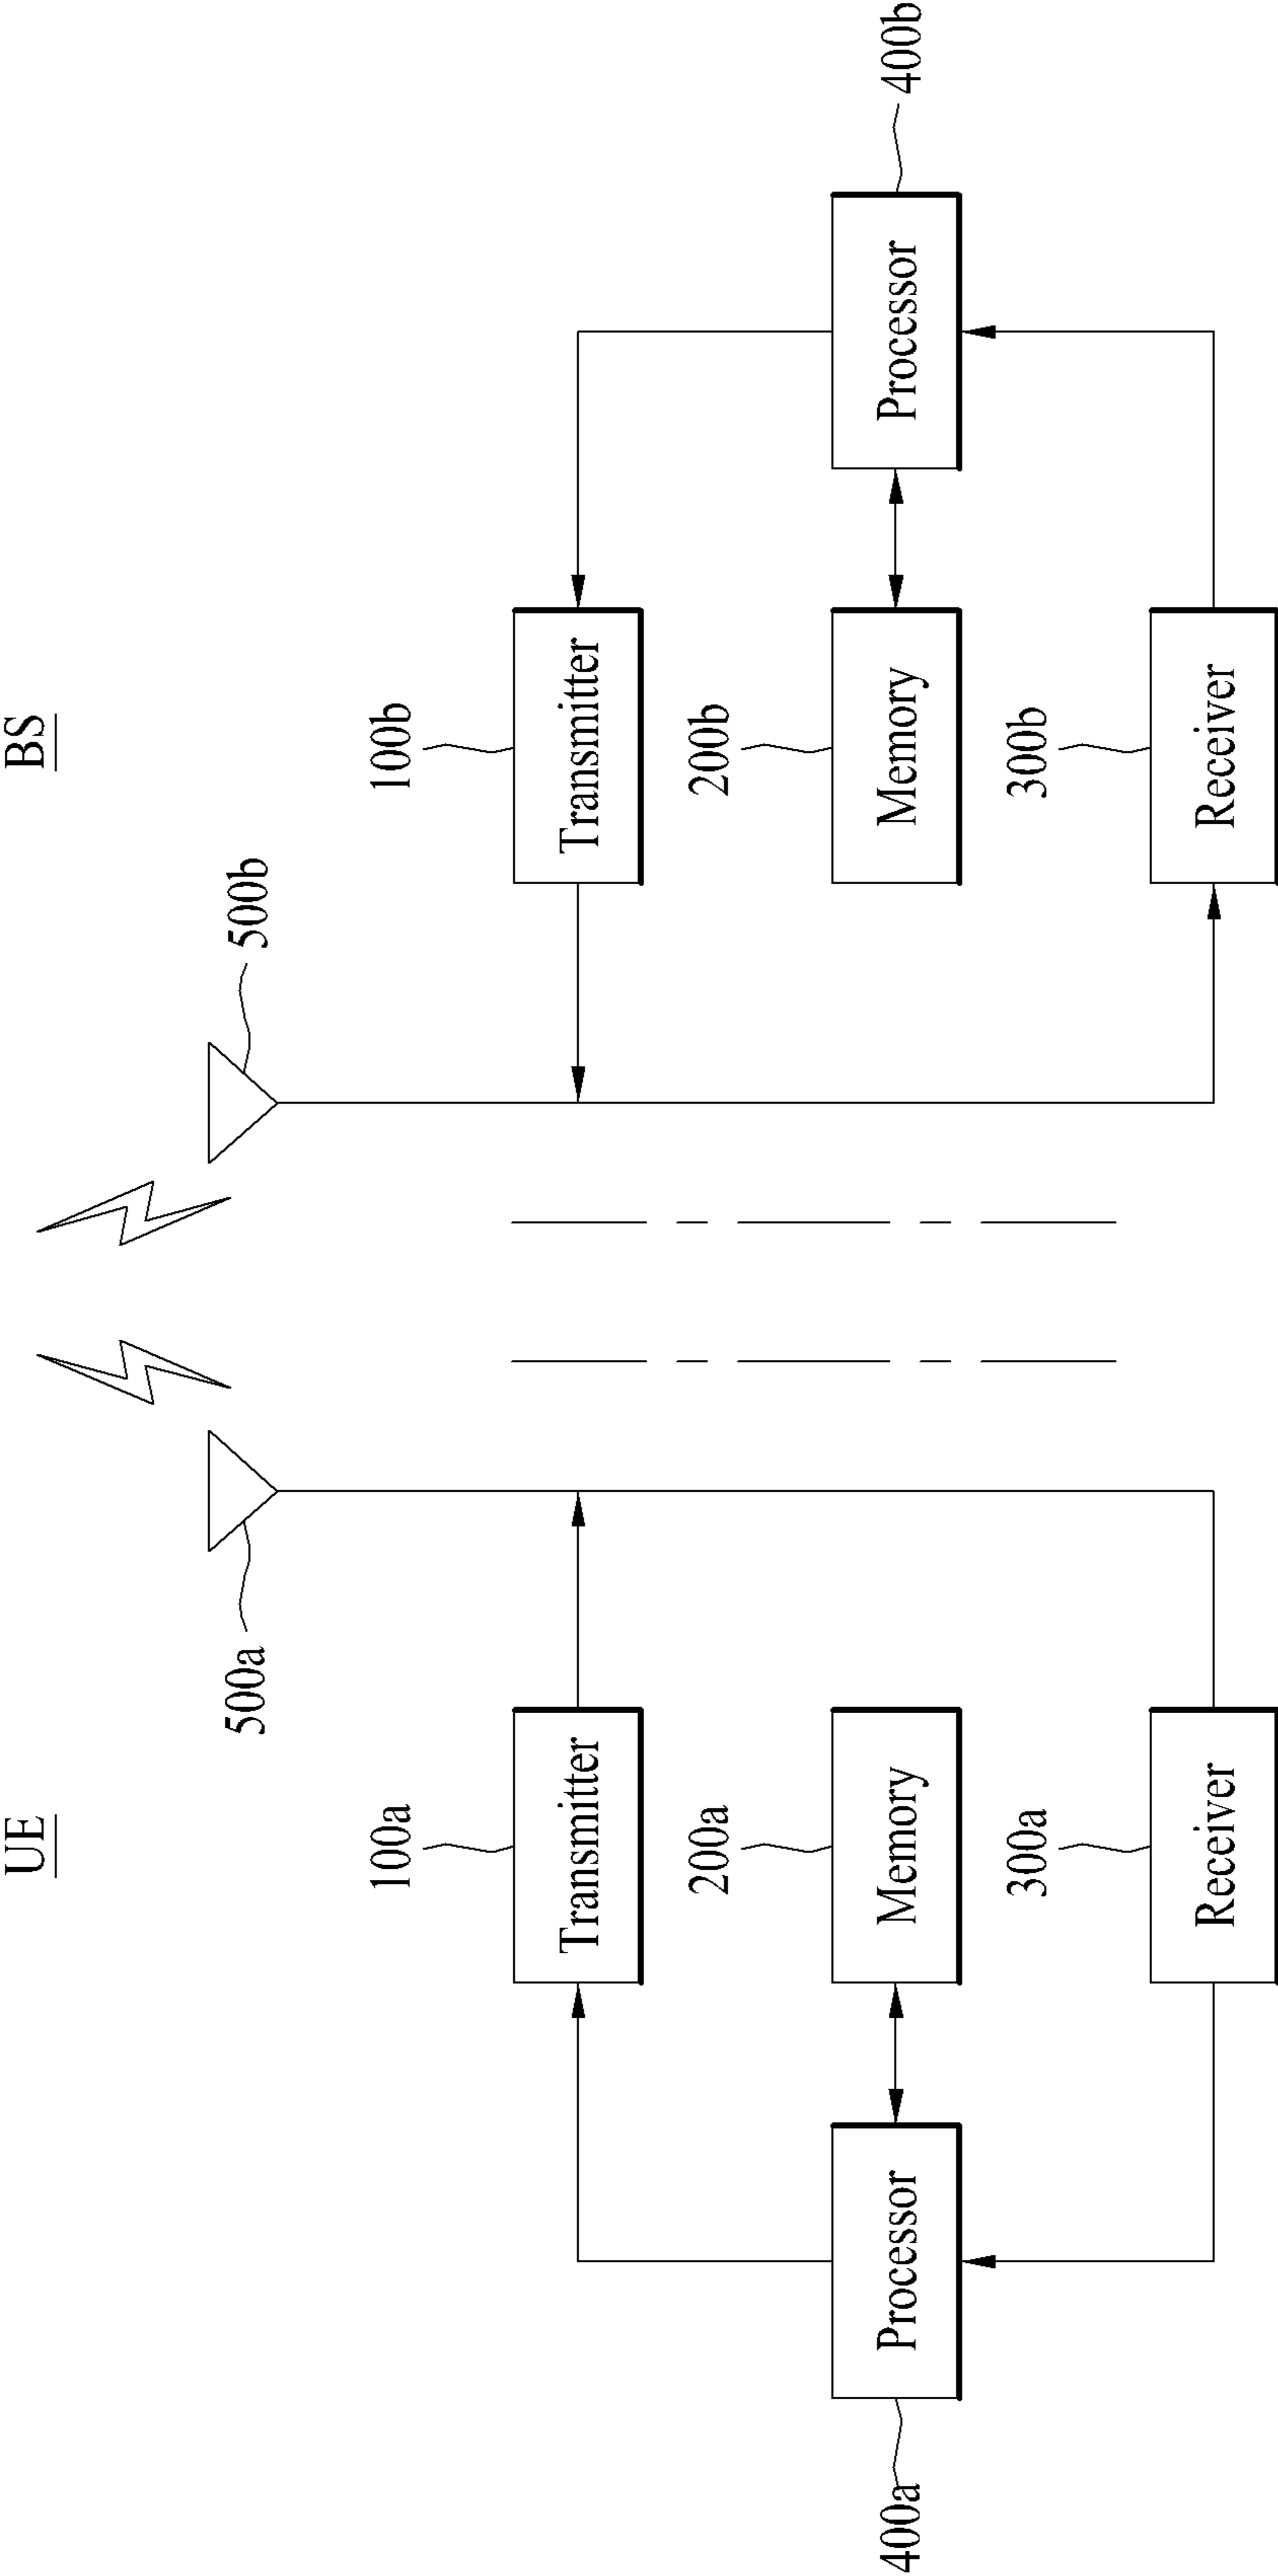 UE
BS
500a
500b
100a
Transmitter
100b
Transmitter
400a
Processor
200a
Memory
200b
Memory
Processor
400b
300a
Receiver
300b
Receiver